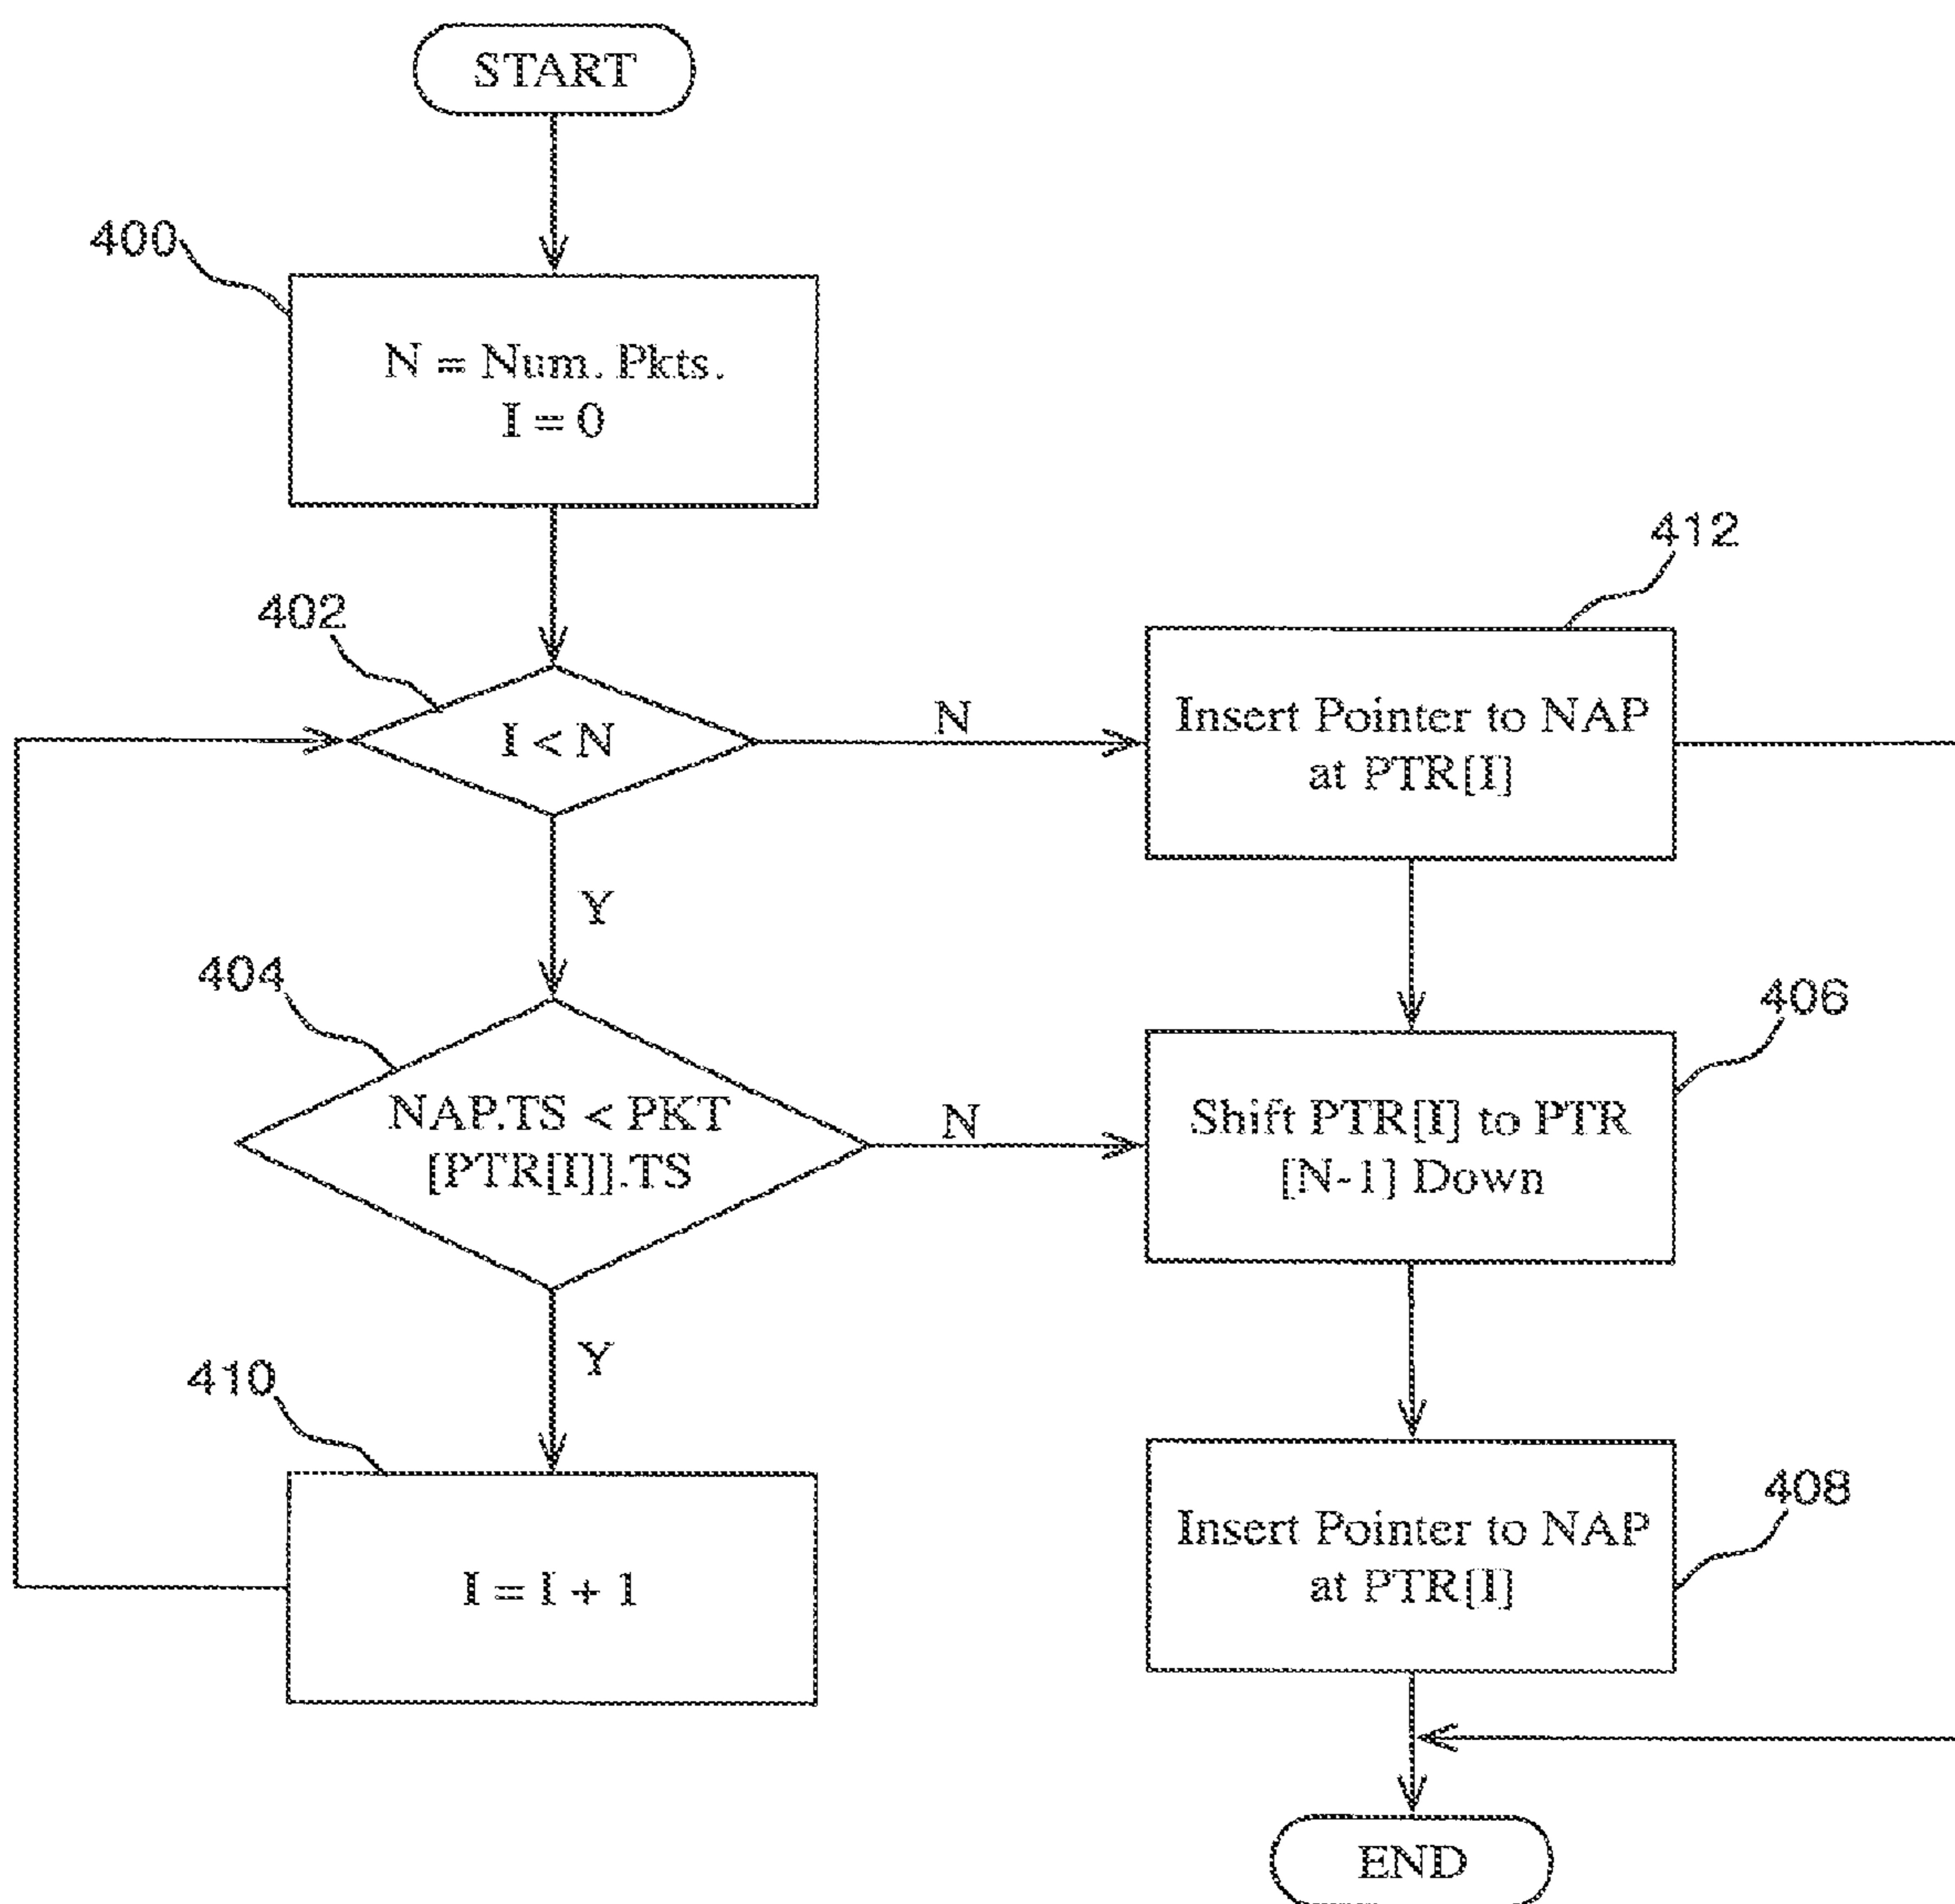 START
400
N = Num. Pkts.
I = 0
402
I < N
N
Y
412
Insert Pointer to NAP
at PTR[I]
404
NAP.TS < PKT
[PTR[I]].TS
N
Y
406
Shift PTR[I] to PTR
[N-1] Down
410
I = I + 1
408
Insert Pointer to NAP
at PTR[I]
END